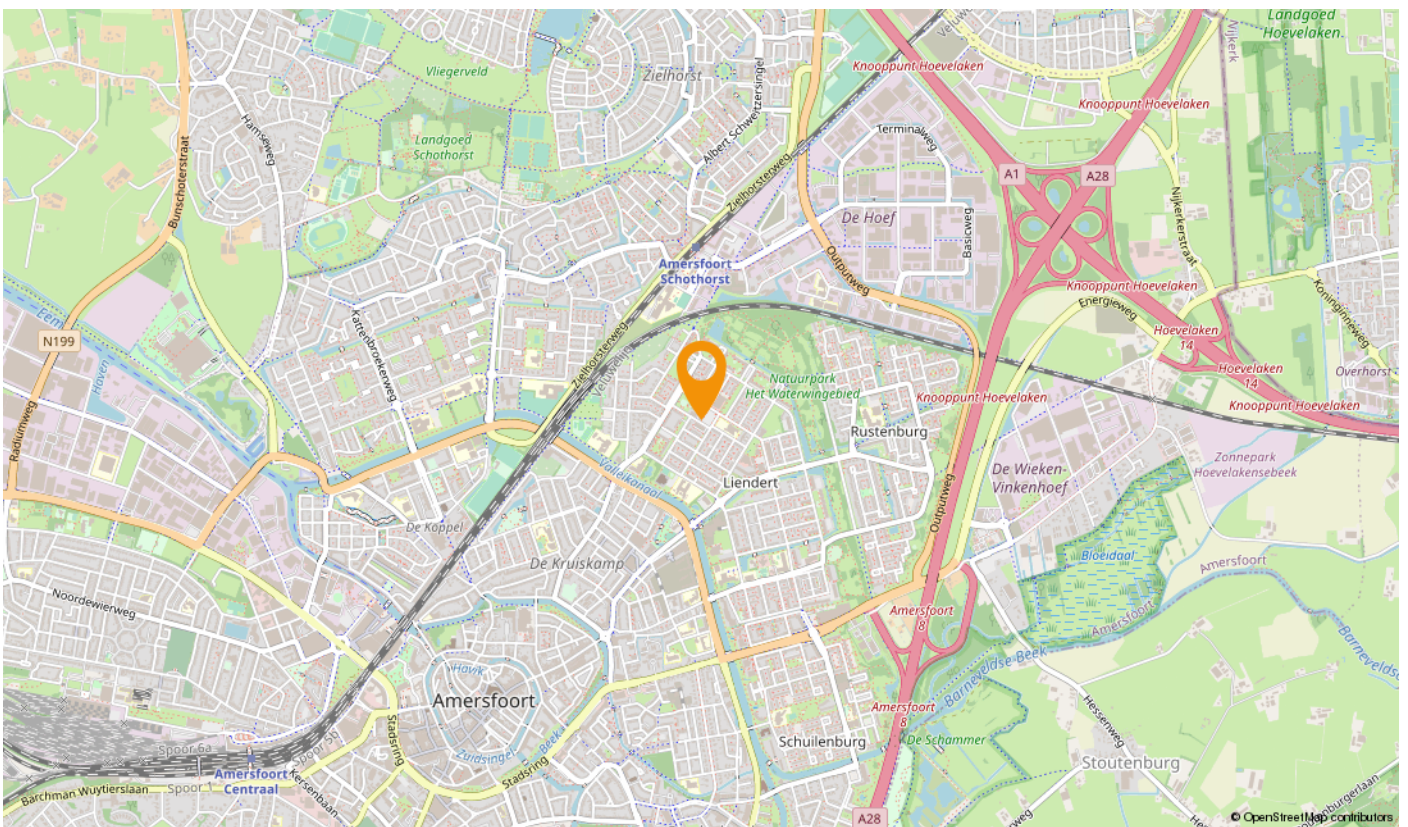 Landgoed
Hoevelaken
Nijkerk
Knooppunt Hoevelaken
Vliegerveld
Zielhorst
Knooppunt Hoevelaken
Hamseweg
Albert Schweitzersingel
Terminalweg
Landgoed
Schothorst
Bunschoterstraat
Zielhorsterweg
A1
A28
De Hoef
Basicweg
Nijkerkerstraat
Amersfoort
Schothorst
Outputweg
Knooppunt Hoevelaken
Energieweg
Koninginneweg
Eem
Kattenbroekerweg
Zielhorsterweg
Hoevelaken
14
N199
Haven
Natuurpark
Het Waterwingebied
Hoevelaken
14
Overhorst
Knooppunt Hoevelaken
Knooppunt Hoevelaken
Radiumweg
Rustenburg
Valleikanaal
Liendert
De Wieken-
Vinkenhoef
Zonnepark
Hoevelakensebeek
Outputweg
De Koppel
De Kruiskamp
Bloeidaal
Amersfoort
Noordewierweg
Amersfoort
8
Amersfoort
Barneveldse Beek
Havik
Amersfoort
Stadsring
Zuidsingel
Beek
Stadsring
Amersfoort
8
Hessenweg
Schuilenburg
De Schammer
Stoutenburg
Spoor 6a
Spoor 5b
Amersfoort
Centraal
Spoor 1
Barchman Wuytierslaan
A28
© OpenStreetMap contributors